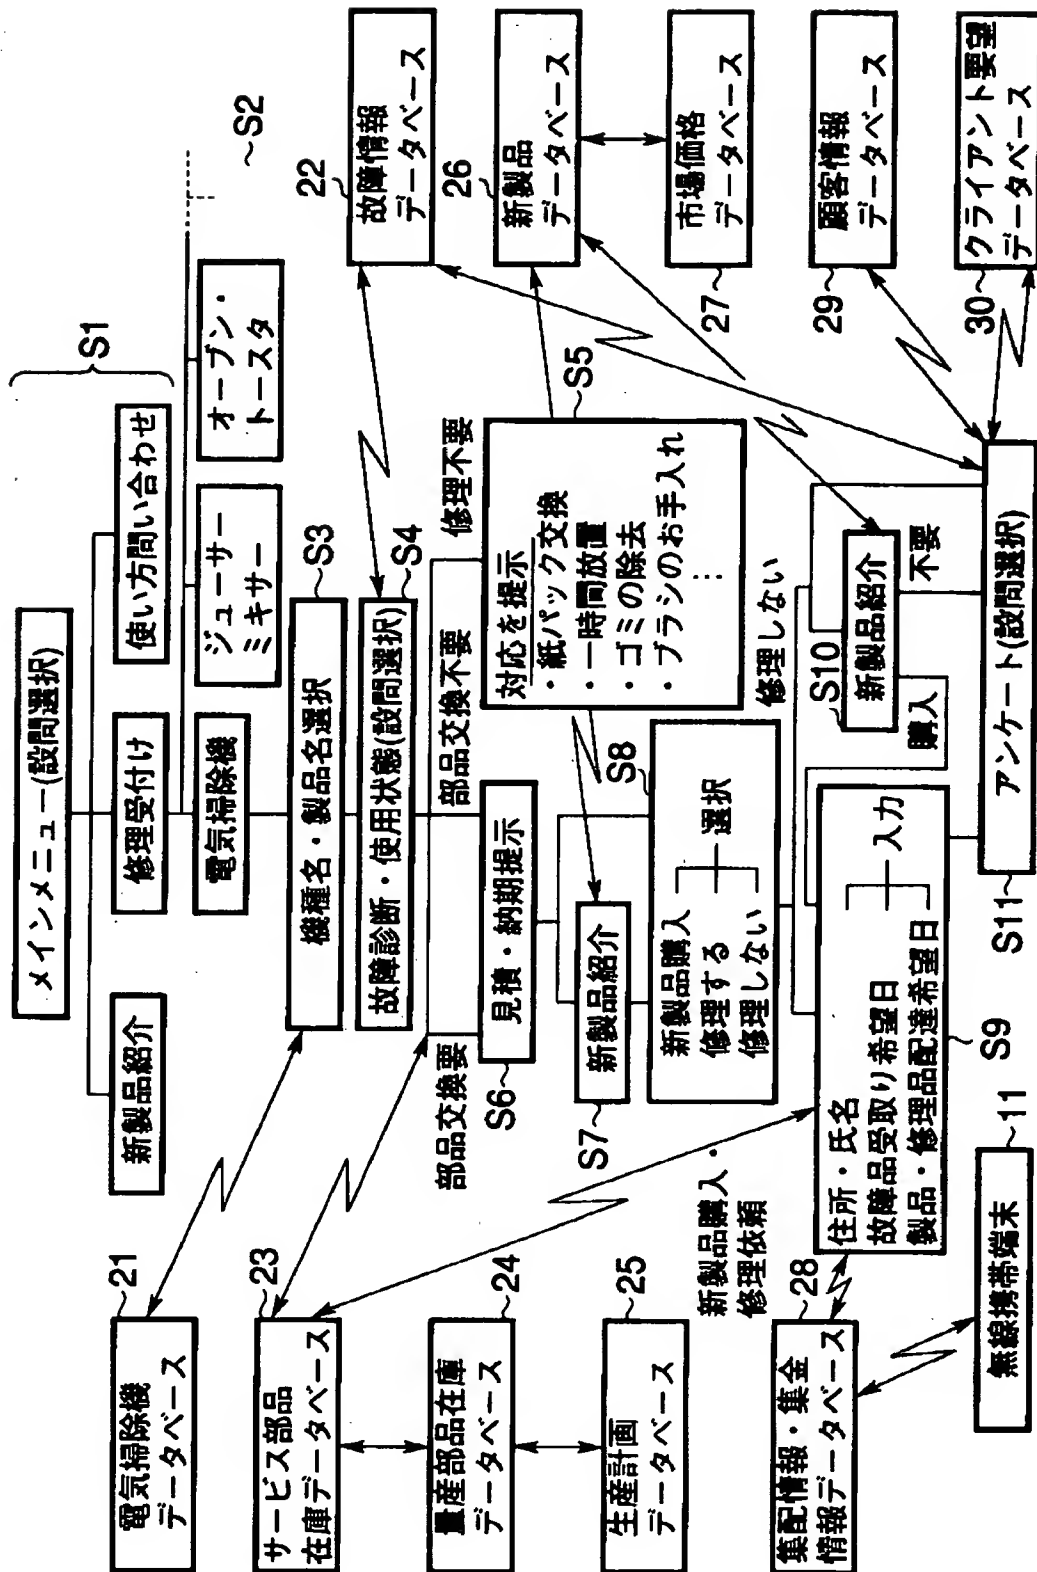 メインメニュー(設問選択)
S1
新製品紹介
修理受付け
使い方問い合わせ
電気掃除機
ジューサー
ミキサー
オーブン・
トースタ
S2
機種名・製品名選択
S3
故障診断・使用状態(設問選択)
S4
部品交換要
部品交換不要
修理不要
見積・納期提示
S6
対応を提示
・紙パック交換
・一時間放置
・ゴミの除去
・ブラシのお手入れ
⋮
S5
新製品紹介
S7
新製品購入
修理する
修理しない
選択
S8
新製品購入・
修理依頼
修理しない
住所・氏名
故障品受取り希望日
製品・修理品配達希望日
入力
S9
S10
新製品紹介
購入
不要
アンケート(設問選択)
S11
21
電気掃除機
データベース
23
サービス部品
在庫データベース
24
量産部品在庫
データベース
25
生産計画
データベース
28
集配情報・集金
情報データベース
無線携帯端末
11
22
故障情報
データベース
26
新製品
データベース
市場価格
データベース
27
顧客情報
データベース
29
クライアント要望
データベース
30